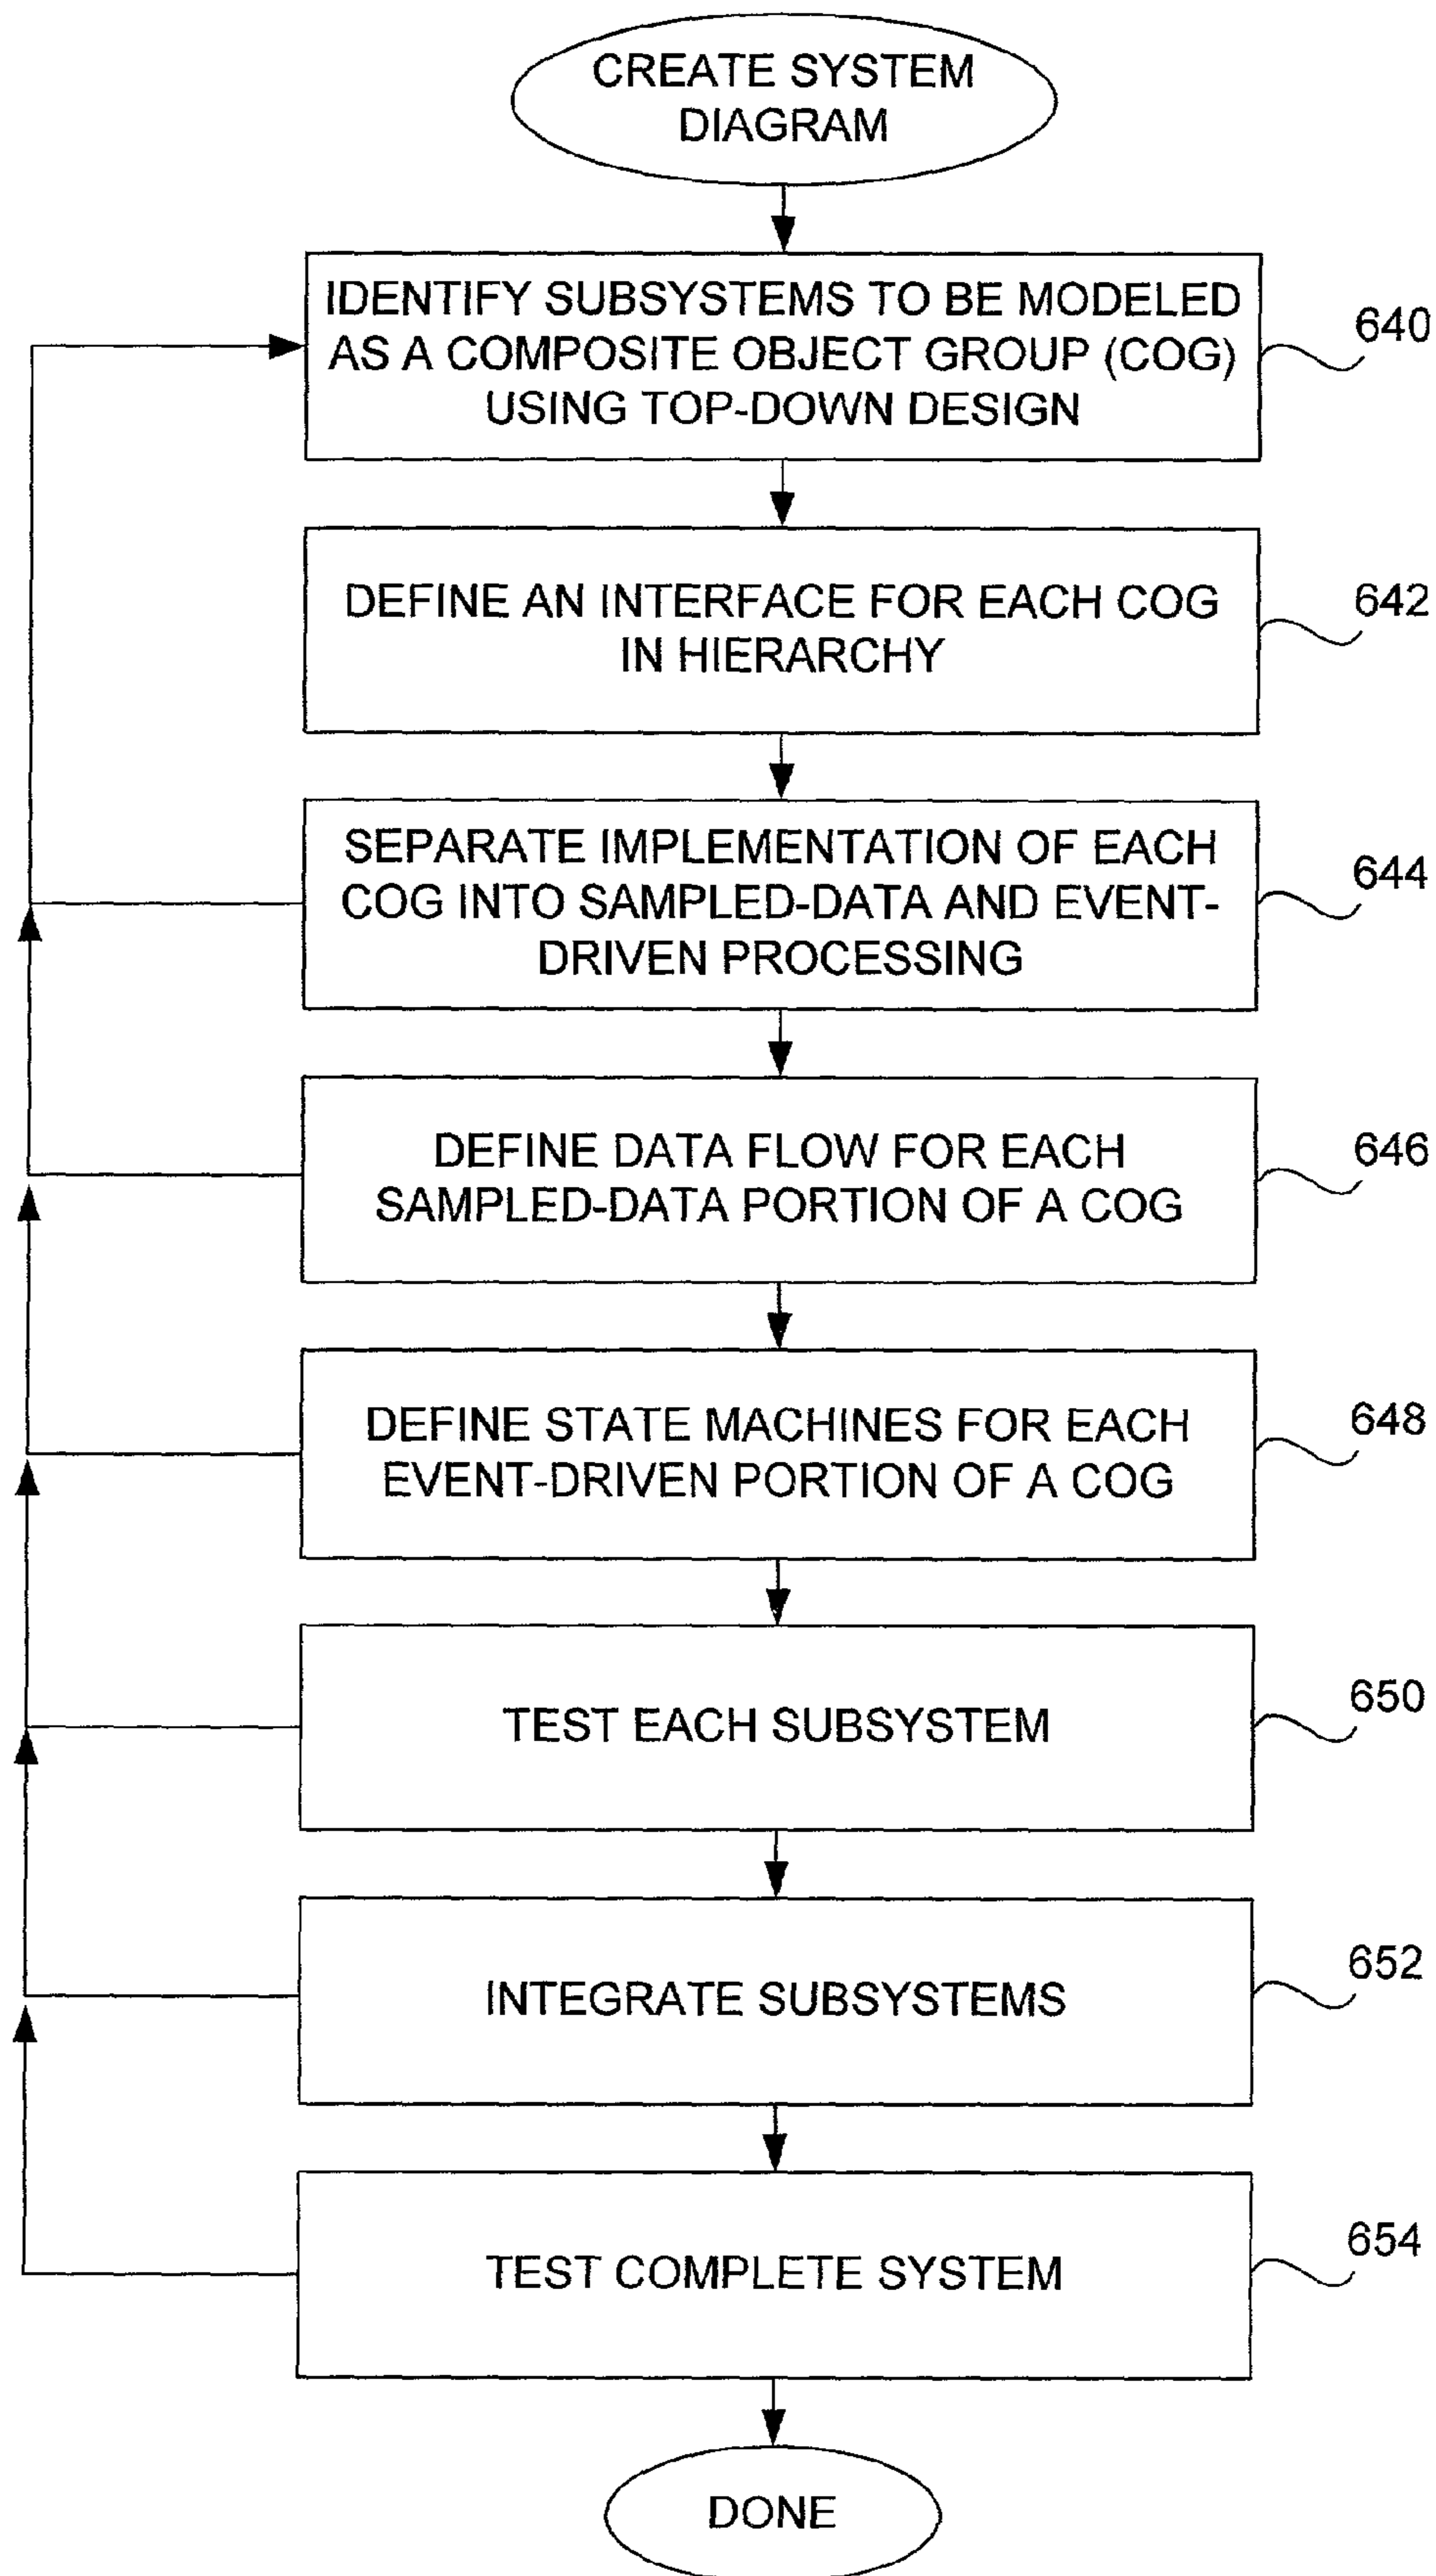 CREATE SYSTEM
DIAGRAM
IDENTIFY SUBSYSTEMS TO BE MODELED
AS A COMPOSITE OBJECT GROUP (COG)
USING TOP-DOWN DESIGN
640
DEFINE AN INTERFACE FOR EACH COG
IN HIERARCHY
642
SEPARATE IMPLEMENTATION OF EACH
COG INTO SAMPLED-DATA AND EVENT-
DRIVEN PROCESSING
644
DEFINE DATA FLOW FOR EACH
SAMPLED-DATA PORTION OF A COG
646
DEFINE STATE MACHINES FOR EACH
EVENT-DRIVEN PORTION OF A COG
648
TEST EACH SUBSYSTEM
650
INTEGRATE SUBSYSTEMS
652
TEST COMPLETE SYSTEM
654
DONE